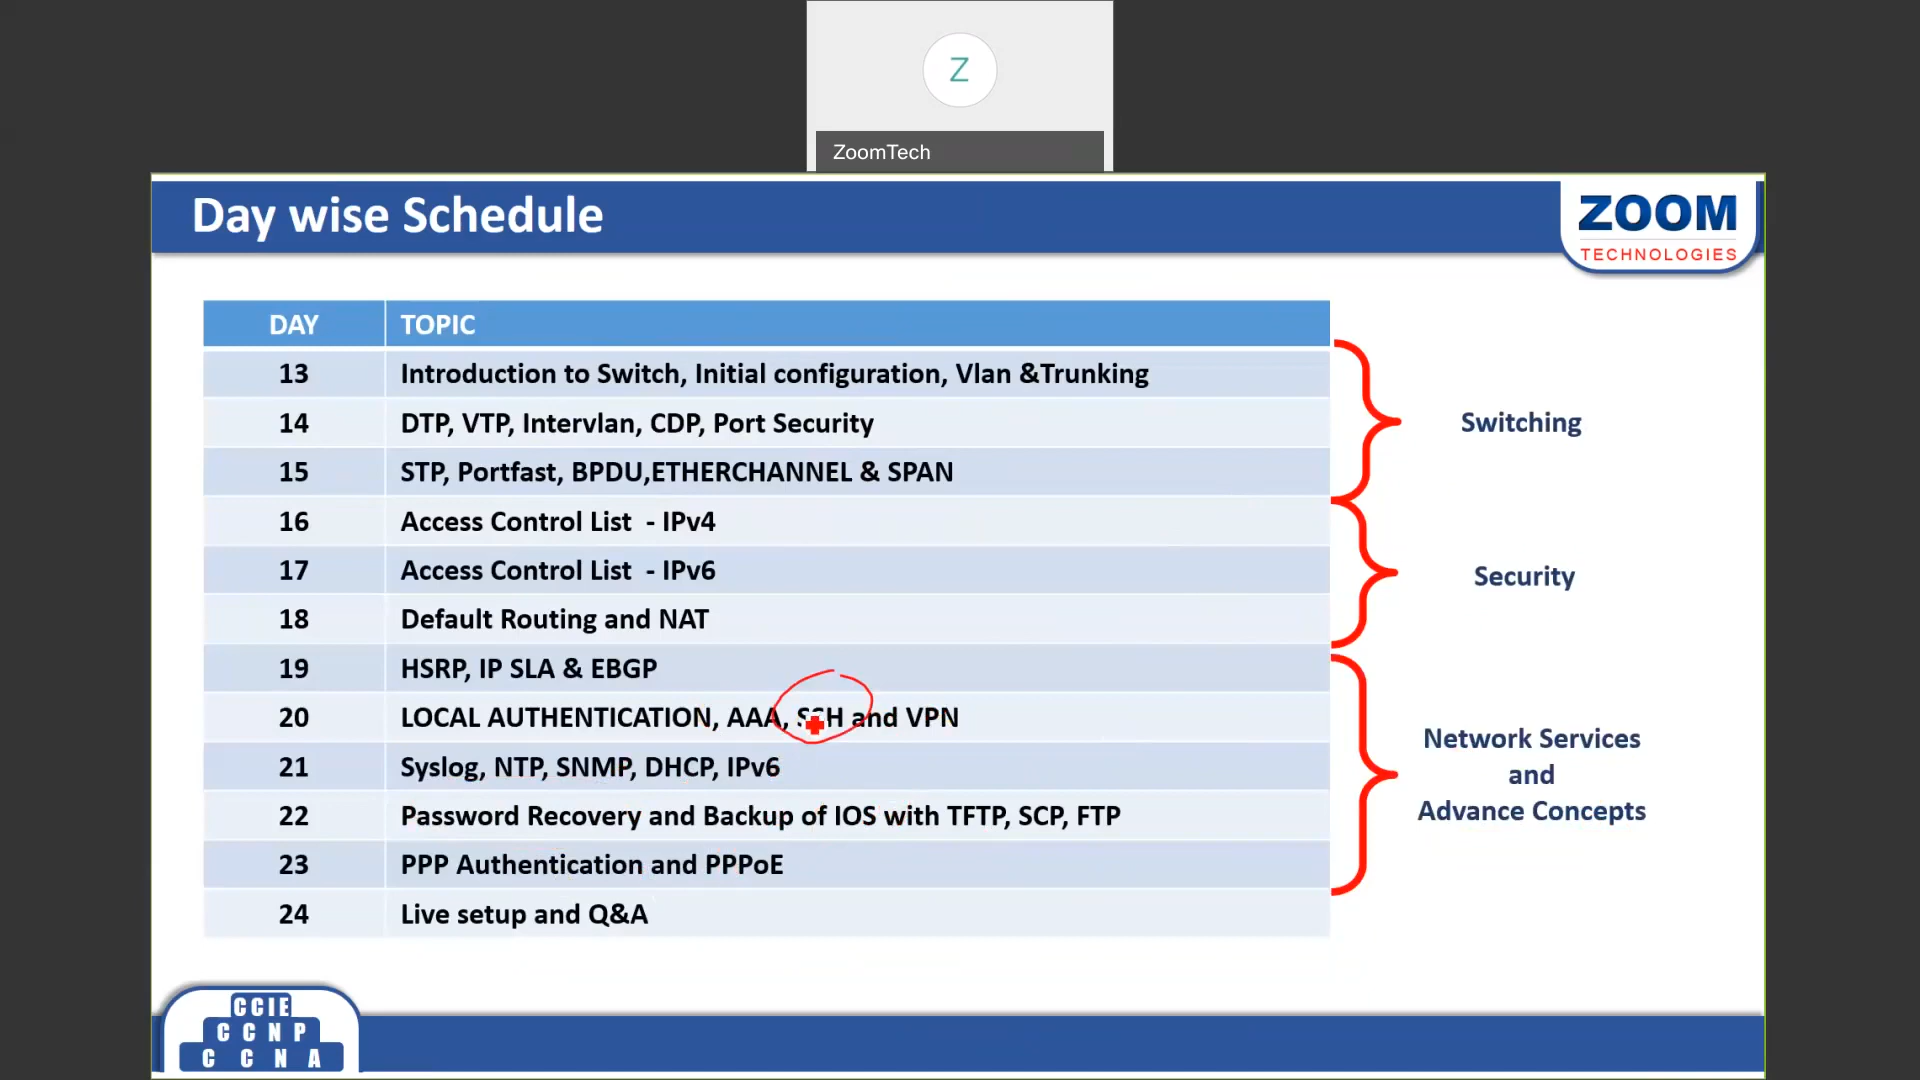 Z
ZoomTech
Day wise Schedule
ZOOM
TECHNOLOGIES
DAY TOPIC
13 Introduction to Switch, Initial configuration, Vlan &Trunking
14 DTP, VTP, Intervlan, CDP, Port Security
15 STP, Portfast, BPDU,ETHERCHANNEL & SPAN
Switching
16 Access Control List - IPv4
17 Access Control List - IPv6
18 Default Routing and NAT
Security
19 HSRP, IP SLA & EBGP
20 LOCAL AUTHENTICATION, AAA, SSH and VPN
21 Syslog, NTP, SNMP, DHCP, IPv6
22 Password Recovery and Backup of IOS with TFTP, SCP, FTP
23 PPP Authentication and PPPoE
Network Services
and
Advance Concepts
24 Live setup and Q&A
CCIE
CCNP
CCNA